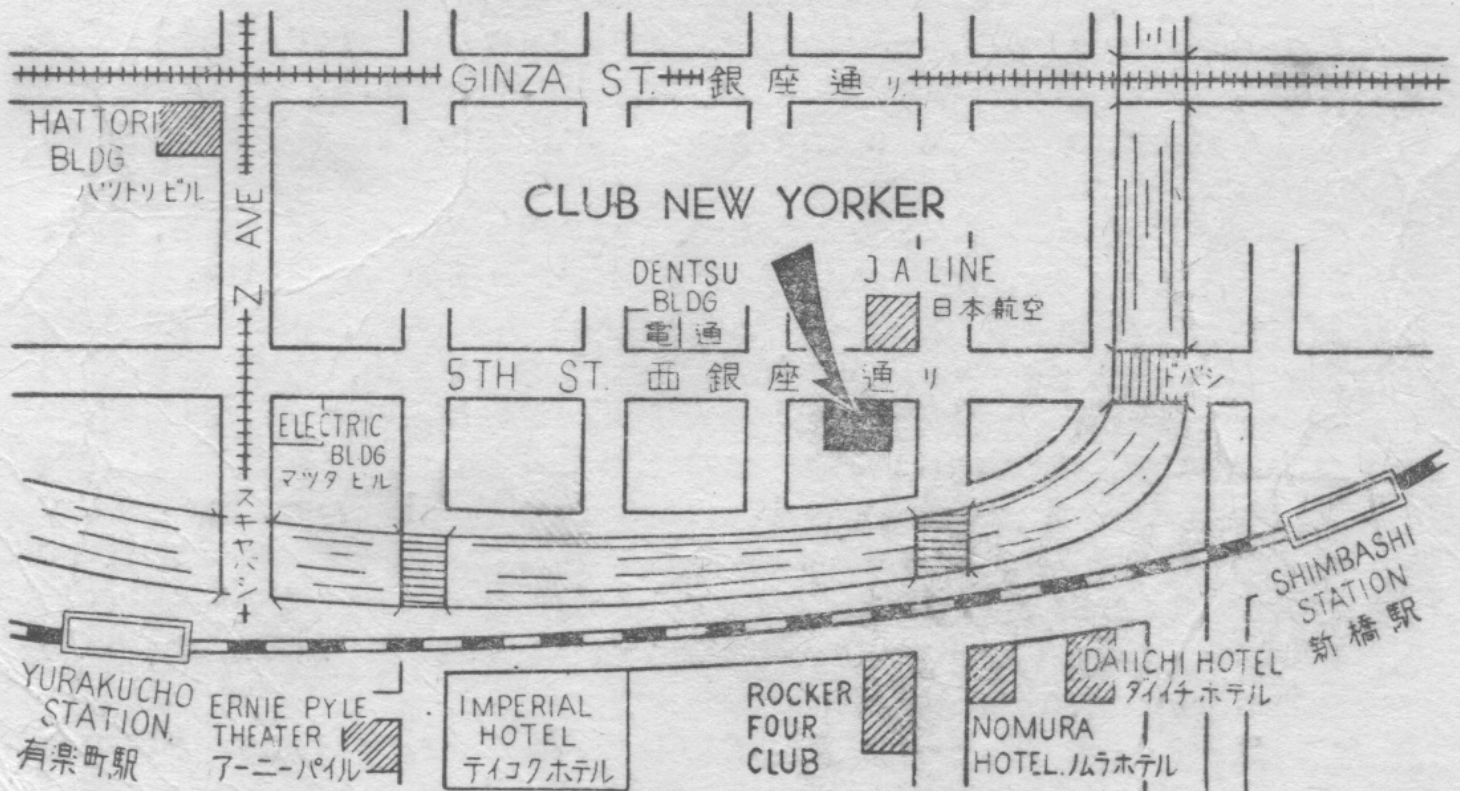 GINZA ST. 銀座通リ
HATTORI
BLDG
ハットリビル
Z AVE
CLUB NEW YORKER
DENTSU
BLDG
電通
J A LINE
日本航空
5TH ST. 西銀座通リ
ドバシ
ELECTRIC
BLDG
マツダビル
スキヤバシ
YURAKUCHO
STATION.
有楽町駅
ERNIE PYLE
THEATER
アーニーパイル
IMPERIAL
HOTEL
テイコクホテル
ROCKER
FOUR
CLUB
NOMURA
HOTEL.ノムラホテル
DAIICHI HOTEL
ダイイチホテル
SHIMBASHI
STATION
新橋駅